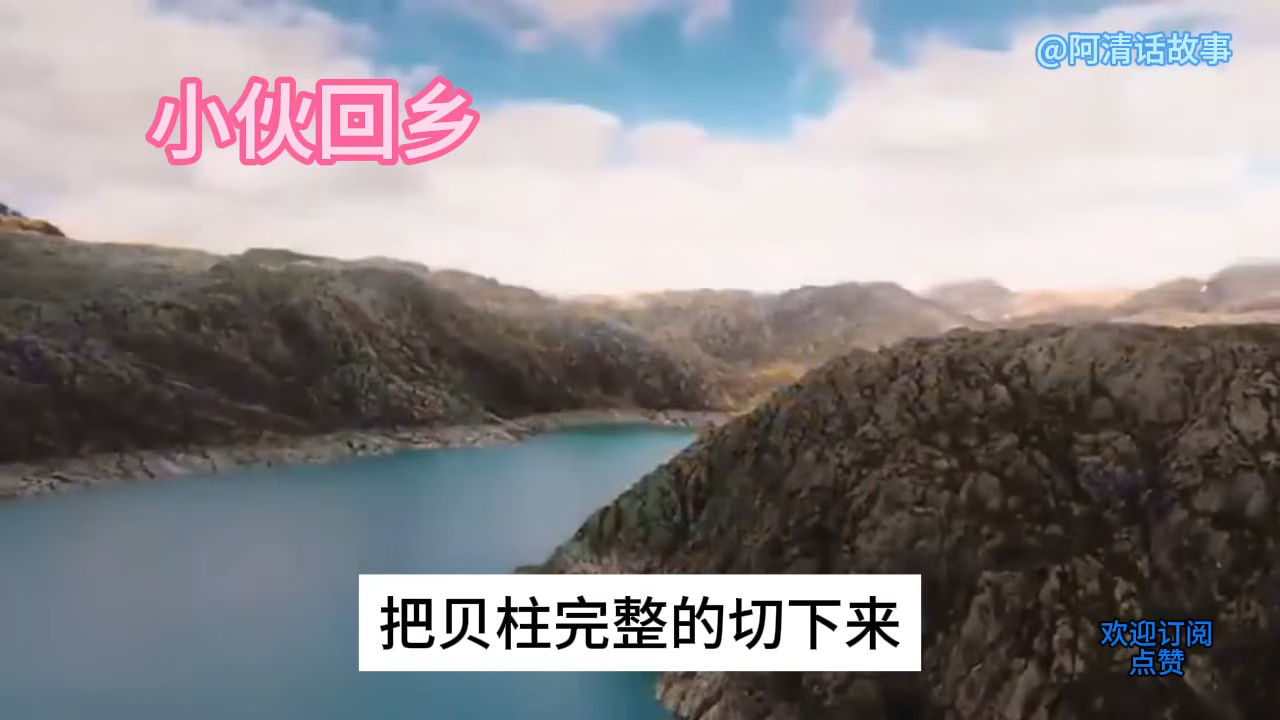 @阿清话故事
小伙回乡
把贝柱完整的切下来
欢迎订阅
点赞